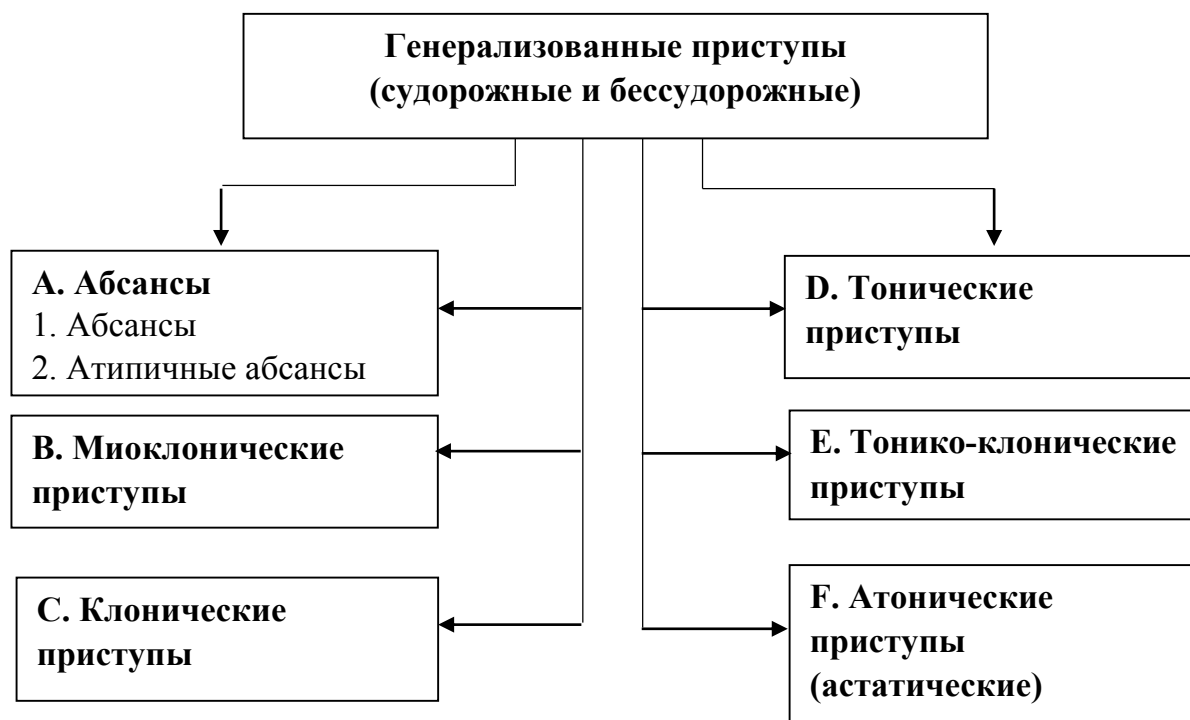 Генерализованные приступы
(судорожные и бессудорожные)
A. Абсансы
1. Абсансы
2. Атипичные абсансы
B. Миоклонические
приступы
C. Клонические
приступы
D. Тонические
приступы
E. Тонико-клонические
приступы
F. Атонические
приступы
(астатические)